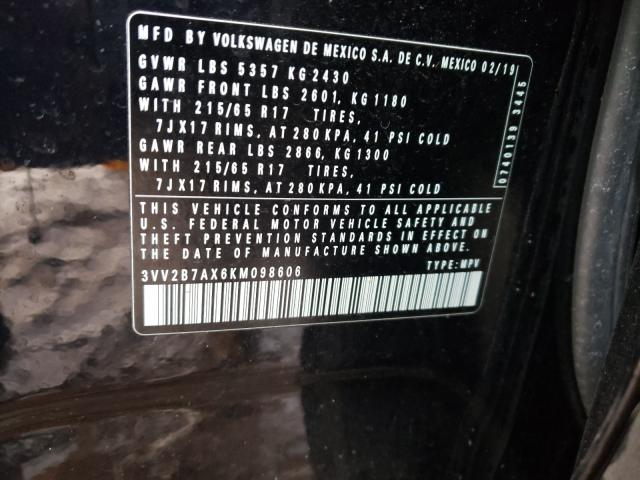 MFD BY VOLKSWAGEN DE MEXICO S.A. DE C.V. MEXICO 02/19
GVWR LBS 5357 KG 2430
GAWR FRONT LBS 2601, KG 1180
WITH 215/65 R17 TIRES,
7JX17 RIMS, AT 280 KPA, 41 PSI COLD
GAWR REAR LBS 2866, KG 1300
WITH 215/65 R17 TIRES,
7JX17 RIMS, AT 280 KPA, 41 PSI COLD
0740139 3445
THIS VEHICLE CONFORMS TO ALL APPLICABLE
U.S. FEDERAL MOTOR VEHICLE SAFETY AND
THEFT PREVENTION STANDARDS IN EFFECT ON
THE DATE OF MANUFACTURE SHOWN ABOVE.
3VV2B7AX6KM098606 TYPE: MPV